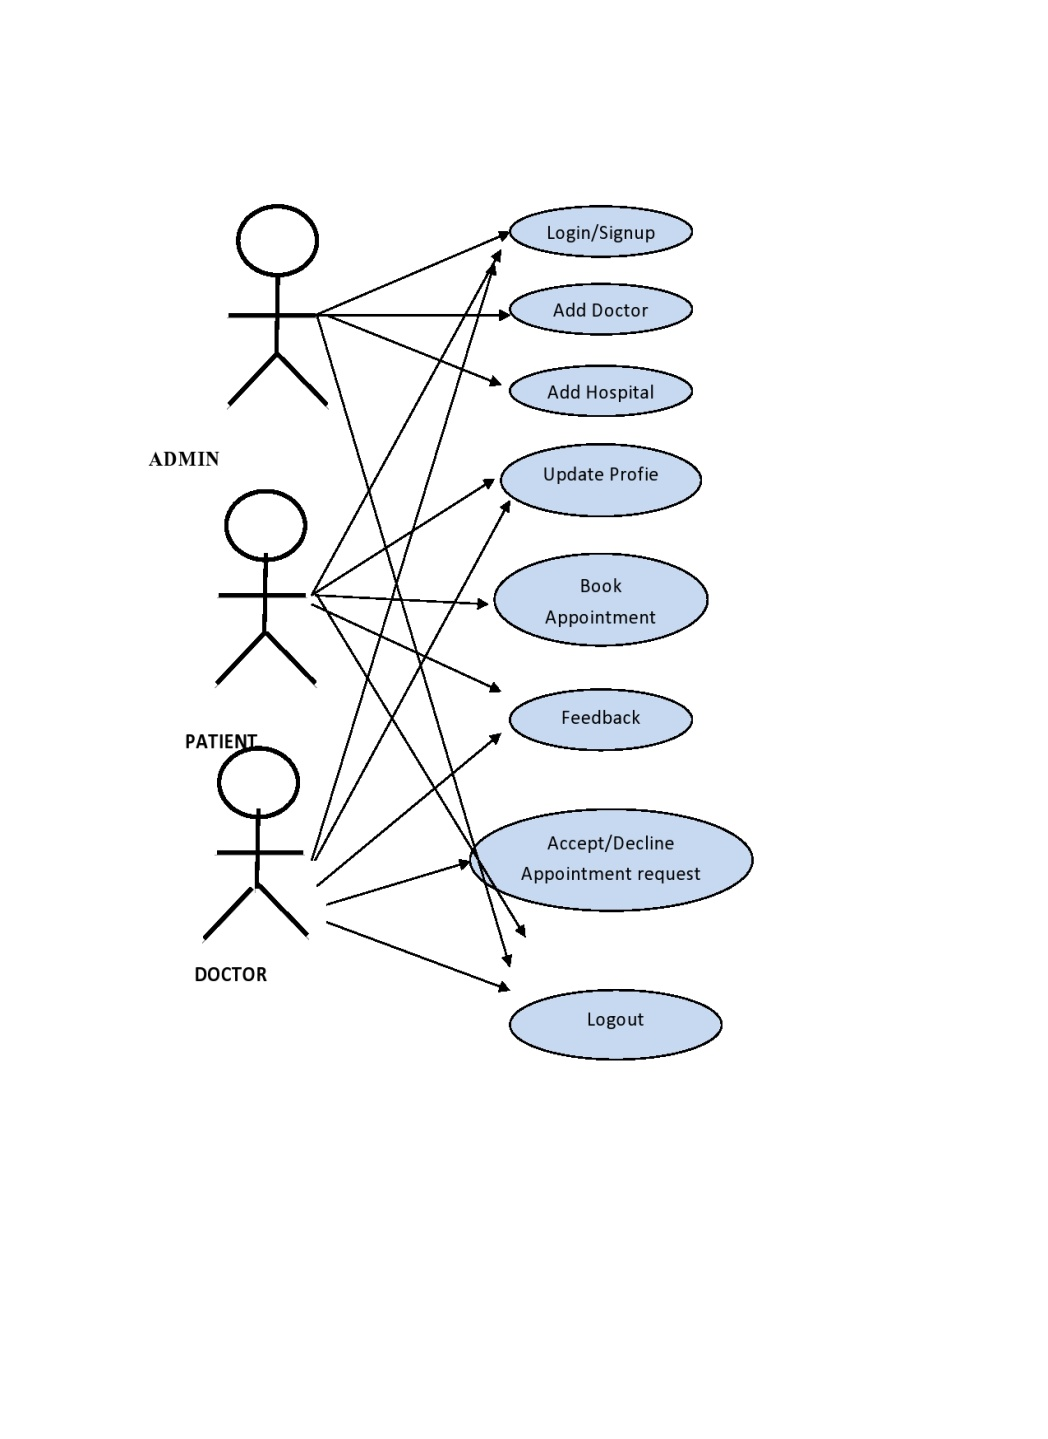 Login/Signup
Add Doctor
Add Hospital
ADMIN
Update Profie
Book
Appointment
Feedback
PATIENT
Accept/Decline
Appointment request
DOCTOR
Logout